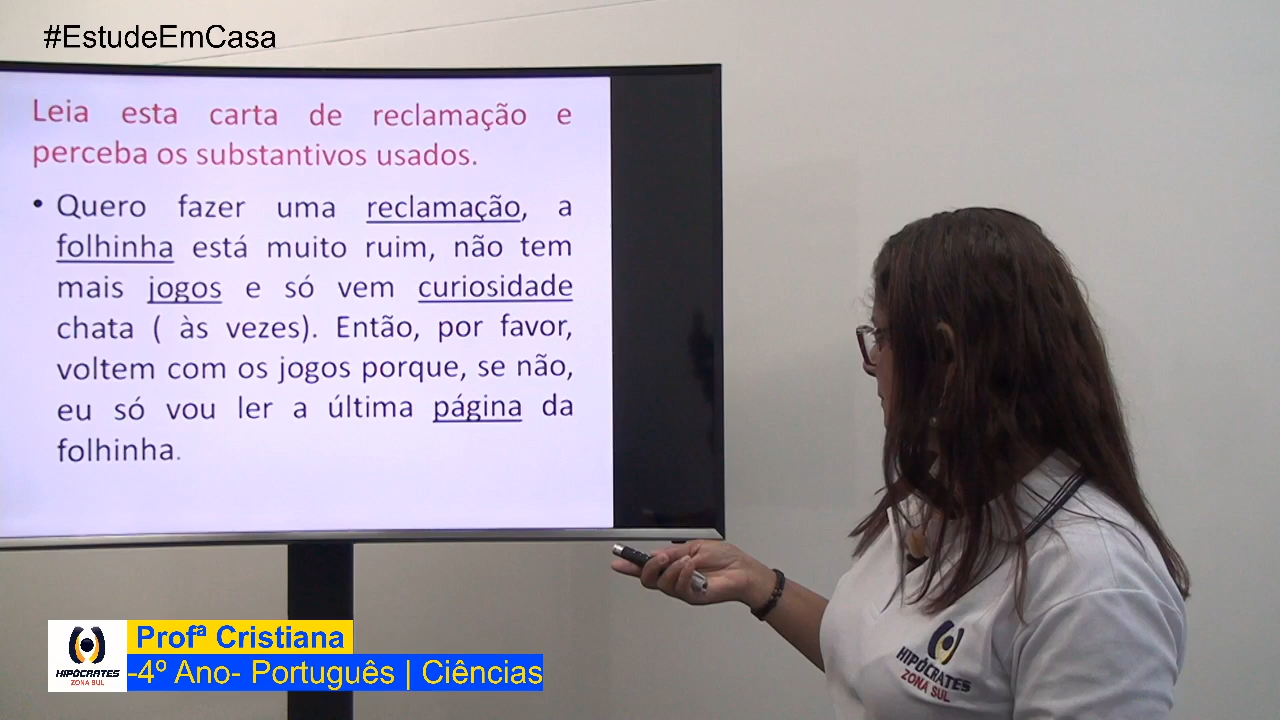 #EstudeEmCasa
Leia esta carta de reclamação e
perceba os substantivos usados.
• Quero fazer uma reclamação, a
folhinha está muito ruim, não tem
mais jogos e só vem curiosidade
chata ( às vezes). Então, por favor,
voltem com os jogos porque, se não,
eu só vou ler a última página da
folhinha.
Profª Cristiana
-4º Ano- Português | Ciências
HIPÓCRATES
ZONA SUL
HIPÓCRATES
ZONA SUL